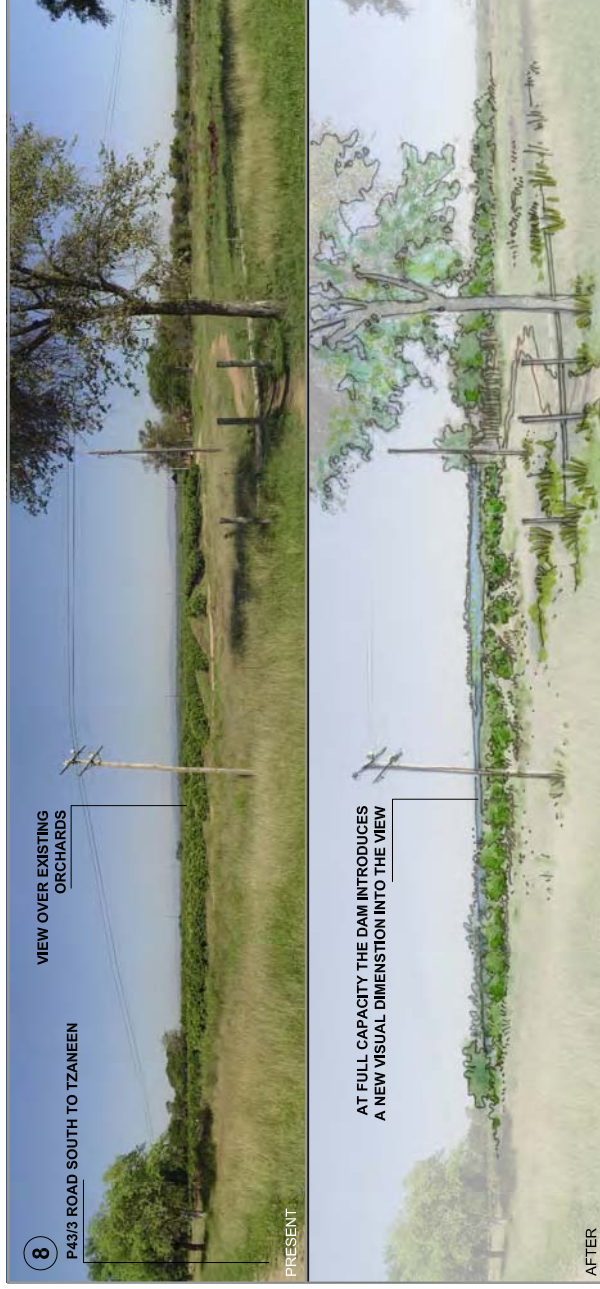 8
P43/3 ROAD SOUTH TO TZANEEN
VIEW OVER EXISTING
ORCHARDS
PRESENT
AT FULL CAPACITY THE DAM INTRODUCES
A NEW VISUAL DIMENSTION INTO THE VIEW
AFTER